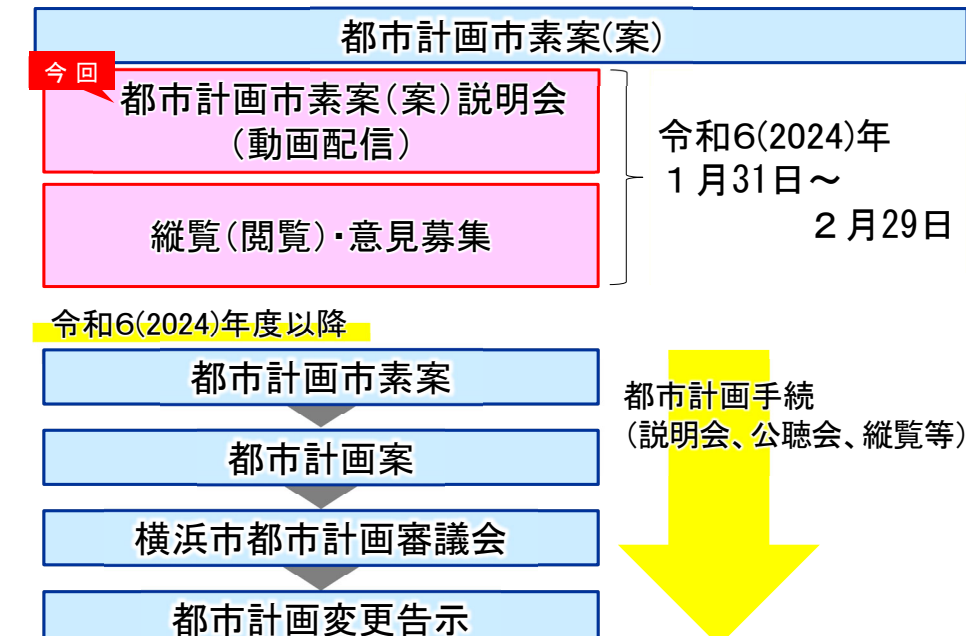 都市計画市素案(案)
今回
都市計画市素案(案)説明会
(動画配信)
令和6(2024)年
1月31日～
2月29日
縦覧(閲覧)・意見募集
令和6(2024)年度以降
都市計画市素案
都市計画手続
(説明会、公聴会、縦覧等)
都市計画案
横浜市都市計画審議会
都市計画変更告示